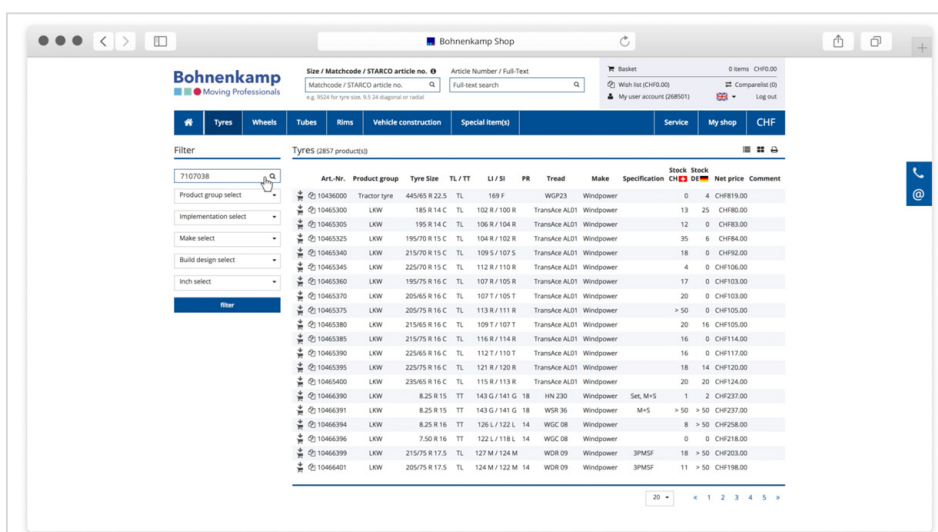 Bohnenkamp Shop
Bohnenkamp
Moving Professionals
Size / Matchcode / STARCO article no.
Matchcode / STARCO article no.
e.g. 9524 for tyre size, 9.5 24 diagonal or radial
Article Number / Full-Text
Full-text search
Basket 0 items CHF0.00
Wish list (CHF0.00) Comparelist (0)
My user account (268501) Log out
Tyres Wheels Tubes Rims Vehicle construction Special item(s) Service My shop CHF
Filter
7107038
Product group select
Implementation select
Make select
Build design select
Inch select
filter
Tyres (2857 product(s))
Art.-Nr. Product group Tyre Size TL / TT LI / SI PR Tread Make Specification Stock CH Stock DE Net price Comment
10436000 Tractor tyre 445/65 R 22.5 TL 169 F WGP23 Windpower 0 4 CHF819.00
10465300 LKW 185 R 14 C TL 102 R / 100 R TransAce AL01 Windpower 13 25 CHF80.00
10465305 LKW 195 R 14 C TL 106 R / 104 R TransAce AL01 Windpower 12 0 CHF83.00
10465325 LKW 195/70 R 15 C TL 104 R / 102 R TransAce AL01 Windpower 35 6 CHF84.00
10465340 LKW 215/70 R 15 C TL 109 S / 107 S TransAce AL01 Windpower 18 0 CHF92.00
10465345 LKW 225/70 R 15 C TL 112 R / 110 R TransAce AL01 Windpower 4 0 CHF106.00
10465360 LKW 195/75 R 16 C TL 107 R / 105 R TransAce AL01 Windpower 17 0 CHF103.00
10465370 LKW 205/65 R 16 C TL 107 T / 105 T TransAce AL01 Windpower 20 0 CHF103.00
10465375 LKW 205/75 R 16 C TL 113 R / 111 R TransAce AL01 Windpower > 50 0 CHF105.00
10465380 LKW 215/65 R 16 C TL 109 T / 107 T TransAce AL01 Windpower 20 16 CHF105.00
10465385 LKW 215/75 R 16 C TL 116 R / 114 R TransAce AL01 Windpower 16 0 CHF114.00
10465390 LKW 225/65 R 16 C TL 112 T / 110 T TransAce AL01 Windpower 16 0 CHF117.00
10465395 LKW 225/75 R 16 C TL 121 R / 120 R TransAce AL01 Windpower 18 14 CHF120.00
10465400 LKW 235/65 R 16 C TL 115 R / 113 R TransAce AL01 Windpower 20 20 CHF124.00
10466390 LKW 8.25 R 15 TT 143 G / 141 G 18 HN 230 Windpower Set, M+S 1 2 CHF237.00
10466391 LKW 8.25 R 15 TT 143 G / 141 G 18 WSR 36 Windpower M+S > 50 > 50 CHF237.00
10466394 LKW 8.25 R 16 TT 126 L / 122 L 14 WGC 08 Windpower 8 > 50 CHF258.00
10466396 LKW 7.50 R 16 TT 122 L / 118 L 14 WGC 08 Windpower 0 0 CHF218.00
10466399 LKW 215/75 R 17.5 TL 127 M / 124 M WDR 09 Windpower 3PMSF 18 > 50 CHF203.00
10466401 LKW 205/75 R 17.5 TL 124 M / 122 M 14 WDR 09 Windpower 3PMSF 11 > 50 CHF198.00
20 « 1 2 3 4 5 »